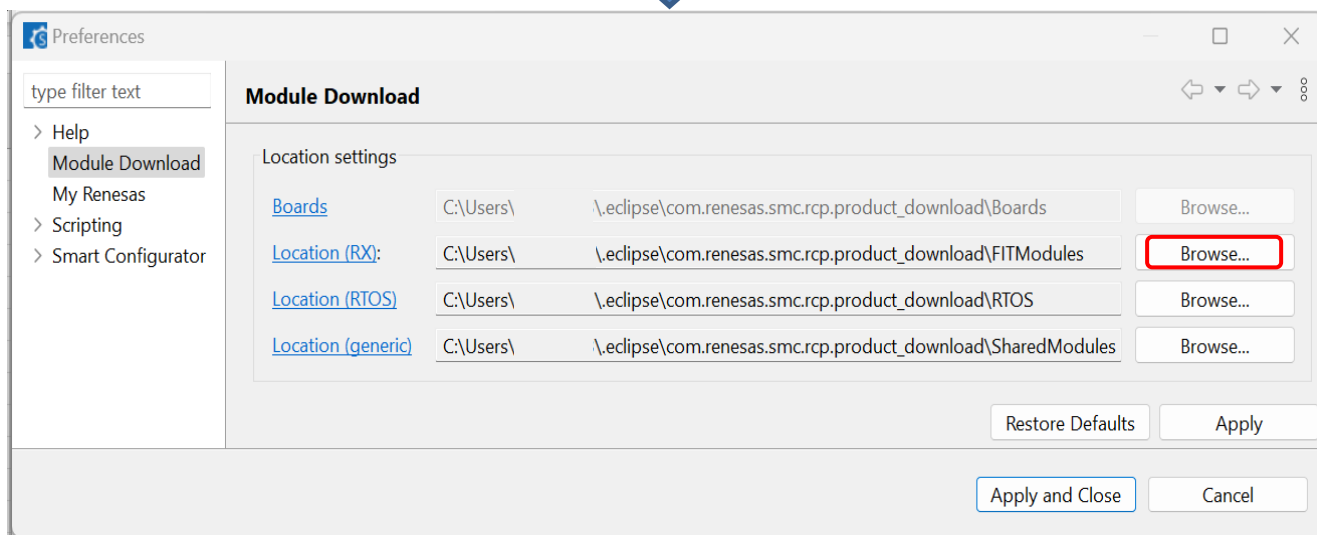 Preferences
type filter text
Module Download
Help
Module Download
My Renesas
Scripting
Smart Configurator
Location settings
Boards C:\Users\ \.eclipse\com.renesas.smc.rcp.product_download\Boards Browse...
Location (RX): C:\Users\ \.eclipse\com.renesas.smc.rcp.product_download\FITModules Browse...
Location (RTOS) C:\Users\ \.eclipse\com.renesas.smc.rcp.product_download\RTOS Browse...
Location (generic) C:\Users\ \.eclipse\com.renesas.smc.rcp.product_download\SharedModules Browse...
Restore Defaults Apply
Apply and Close Cancel